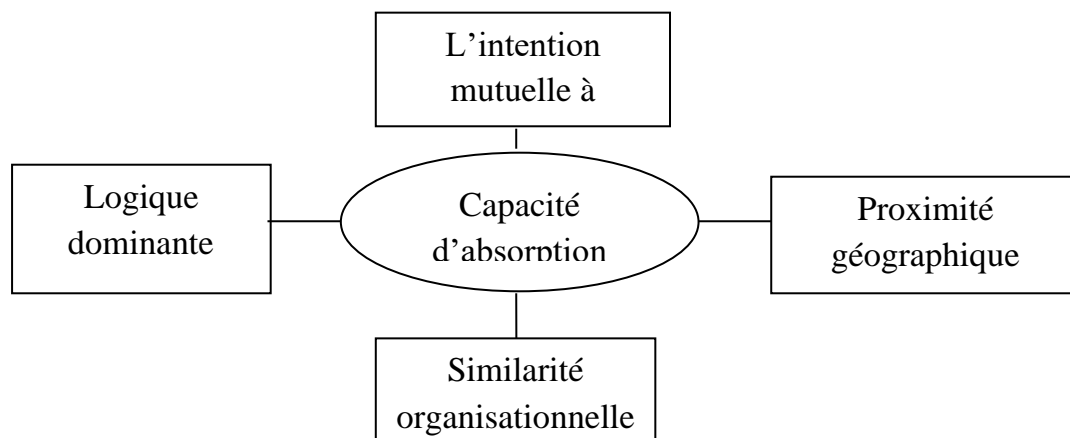 L’intention
mutuelle à
Logique
dominante
Capacité
d’absorption
Proximité
géographique
Similarité
organisationnelle